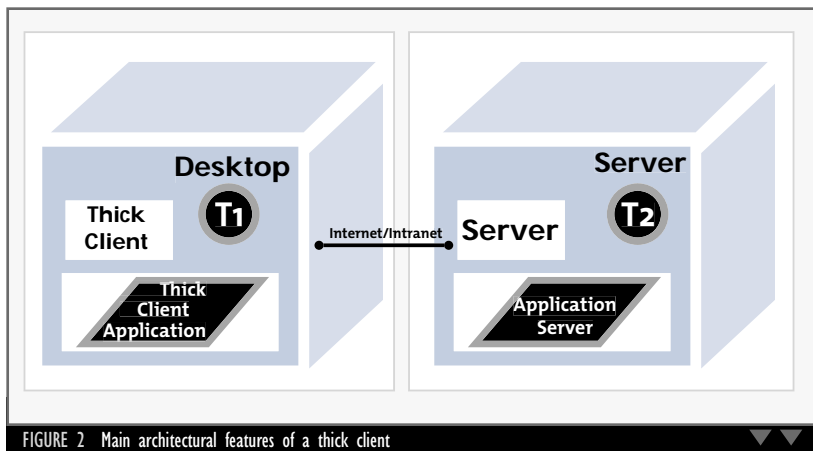 Desktop
T1
Thick
Client
Thick
Client
Application
Internet/Intranet
Server
T2
Server
Application
Server
FIGURE 2 Main architectural features of a thick client